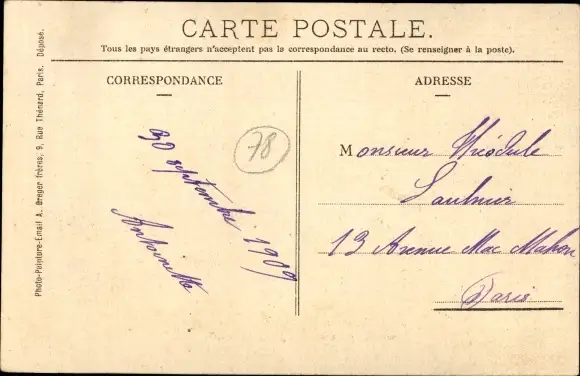 CARTE POSTALE.
Tous les pays étrangers n'acceptent pas la correspondance au recto. (Se renseigner à la poste).
CORRESPONDANCE
30 septembre 1909
Antoinette
78
ADRESSE
Monsieur Théodule
Saulnier
13 Avenue Mac Mahon
Paris
Photo-Peinture-Email A. Breger frères, 9, Rue Thénard, Paris. Déposé.